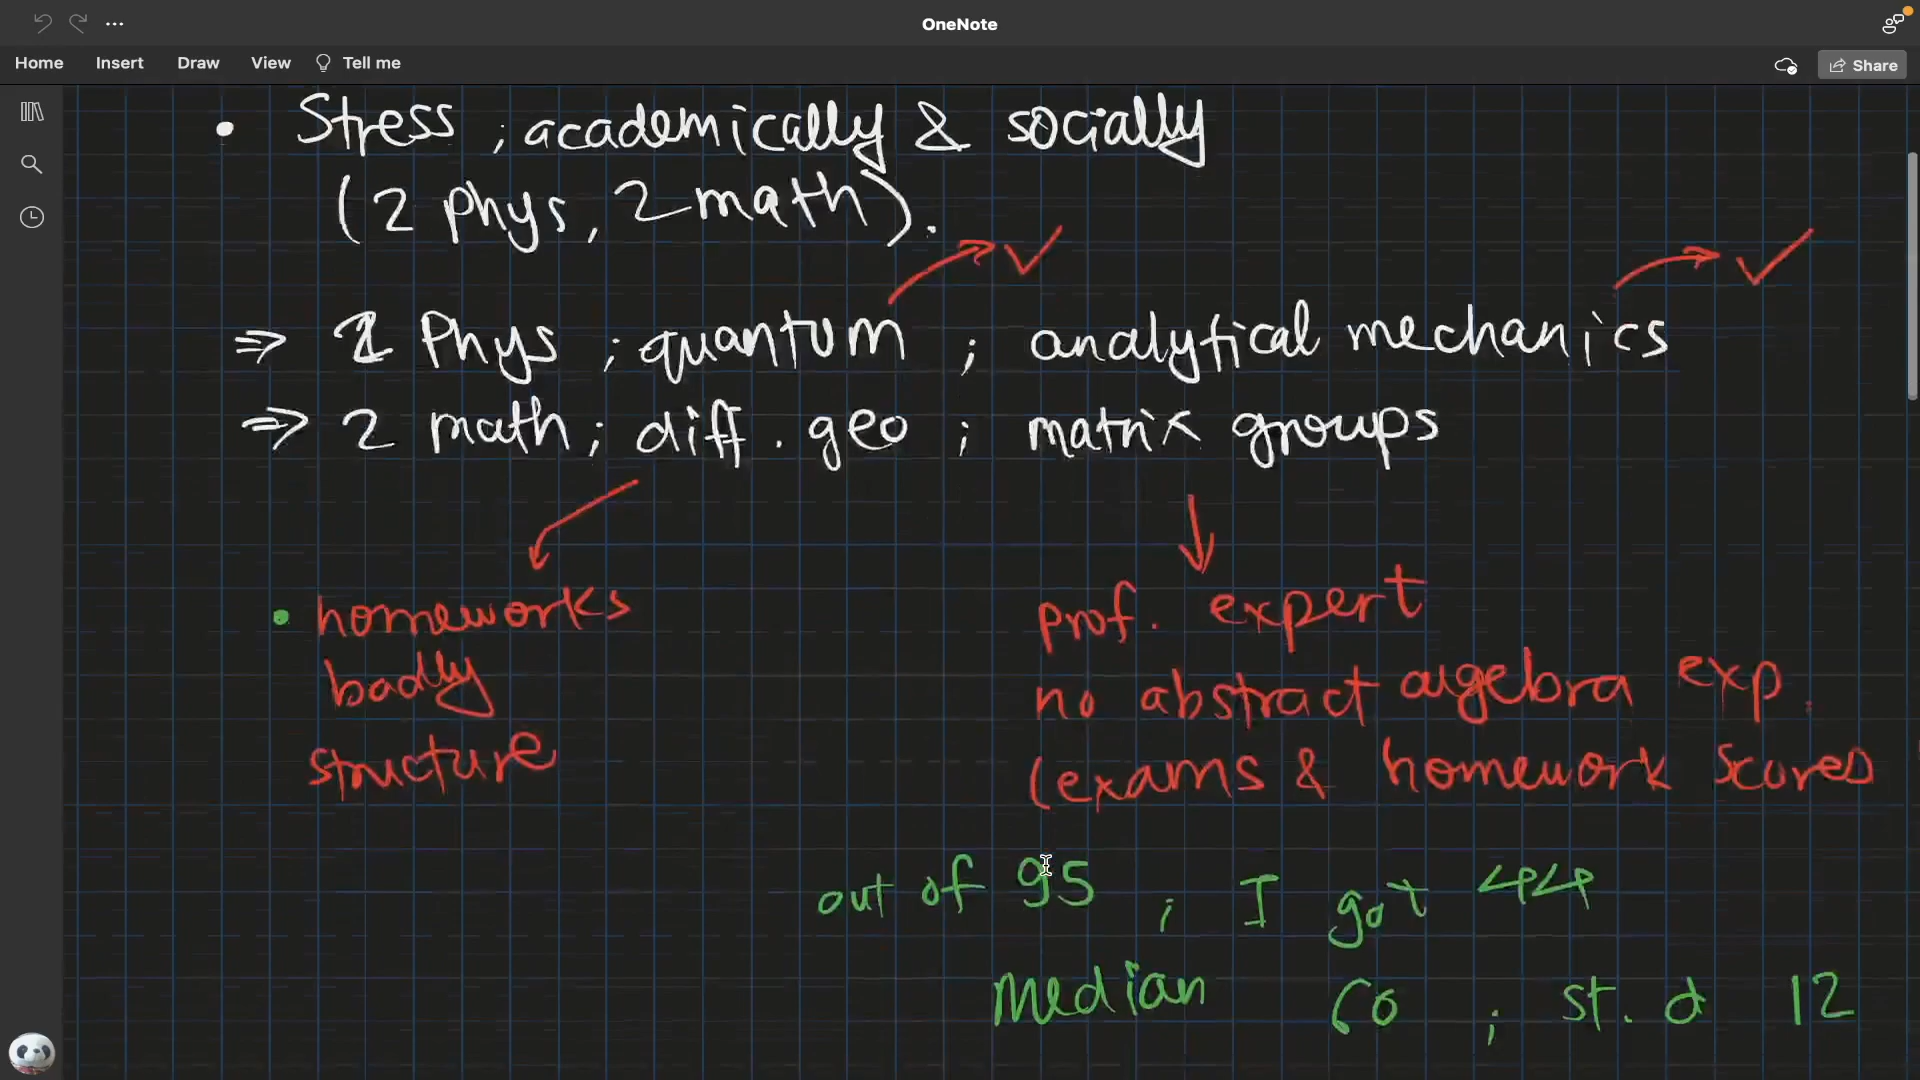 OneNote
Home Insert Draw View Tell me Share
• Stress ; academically & socially
(2 phys, 2 math).
⇒ 2 Phys ; quantum ; analytical mechanics
⇒ 2 math ; diff. geo ; matrix groups
• homeworks
badly
structure
prof. expert
no abstract algebra exp.
(exams & homework scores
out of 95 ; I got 44
median 60 ; st. d 12